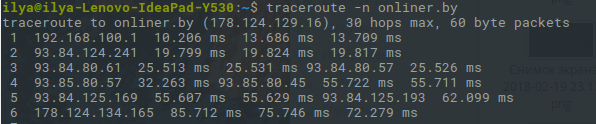 ilya@ilya-Lenovo-IdeaPad-Y530:~$ traceroute -n onliner.by
traceroute to onliner.by (178.124.129.16), 30 hops max, 60 byte packets
1 192.168.100.1 10.206 ms 13.686 ms 13.709 ms
2 93.84.124.241 19.799 ms 19.824 ms 19.817 ms
3 93.84.80.61 25.513 ms 25.531 ms 93.84.80.57 25.526 ms
4 93.85.80.57 32.263 ms 93.85.80.45 55.722 ms 55.711 ms
5 93.84.125.169 55.607 ms 55.629 ms 93.84.125.193 62.099 ms
6 178.124.134.165 85.712 ms 75.746 ms 72.279 ms